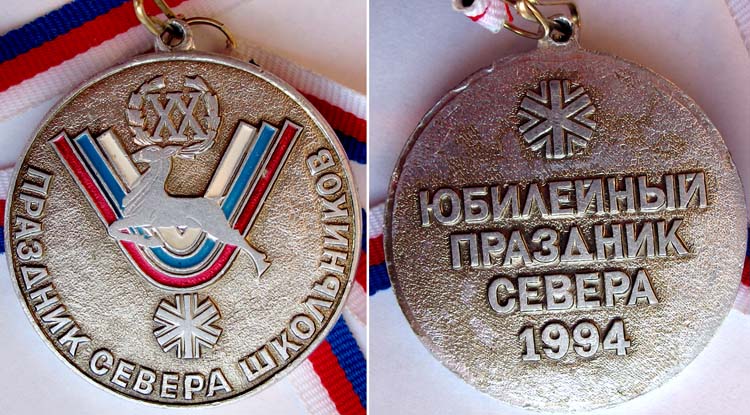 XX
ПРАЗДНИК СЕВЕРА ШКОЛЬНИКОВ
ЮБИЛЕЙНЫЙ
ПРАЗДНИК
СЕВЕРА
1994